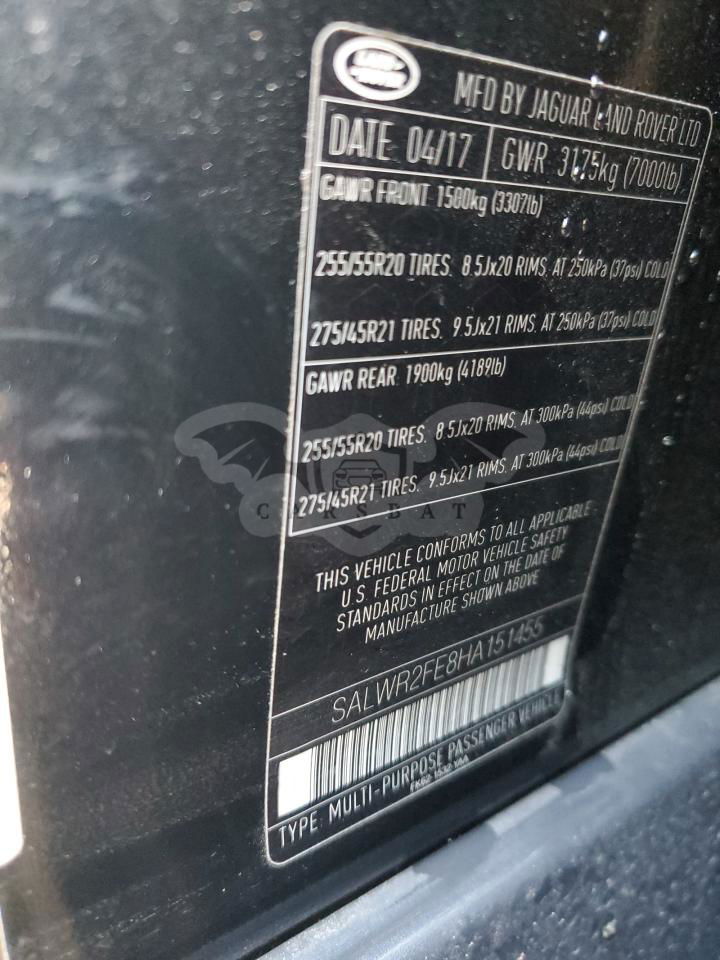 LAND
ROVER
MFD BY JAGUAR LAND ROVER LTD
DATE 04/17 GWR 3175kg (7000lb)
GAWR FRONT 1500kg (3307lb)
255/55R20 TIRES. 8.5Jx20 RIMS. AT 250kPa (37psi) COLD
275/45R21 TIRES. 9.5Jx21 RIMS. AT 250kPa (37psi) COLD
GAWR REAR 1900kg (4189lb)
255/55R20 TIRES. 8.5Jx20 RIMS. AT 300kPa (44psi) COLD
275/45R21 TIRES. 9.5Jx21 RIMS. AT 300kPa (44psi) COLD
CARSBAT
THIS VEHICLE CONFORMS TO ALL APPLICABLE
U.S. FEDERAL MOTOR VEHICLE SAFETY
STANDARDS IN EFFECT ON THE DATE OF
MANUFACTURE SHOWN ABOVE
SALWR2FE8HA151455
TYPE: MULTI-PURPOSE PASSENGER VEHICLE